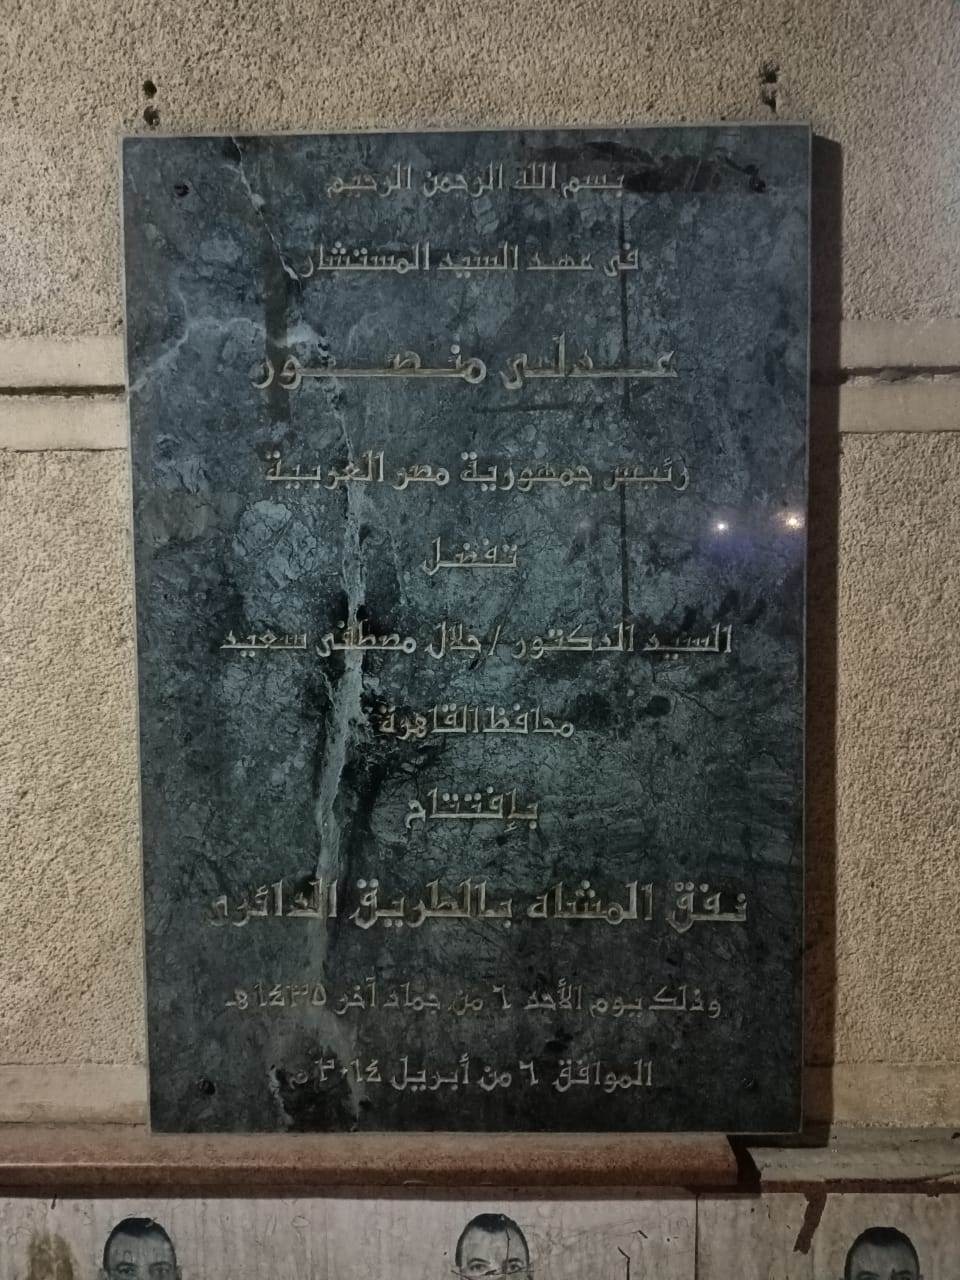 بسم الله الرحمن الرحيم
فى عهد السيد المستشار
عدلى منصور
رئيس جمهورية مصر العربية
تفضل
السيد الدكتور / جلال مصطفى سعيد
محافظ القاهرة
بإفتتاح
نفق المشاه بالطريق الدائرى
وذلك يوم الأحد ٦ من جماد آخر ١٤٣٥هـ
الموافق ٦ من أبريل ٢٠١٤ م